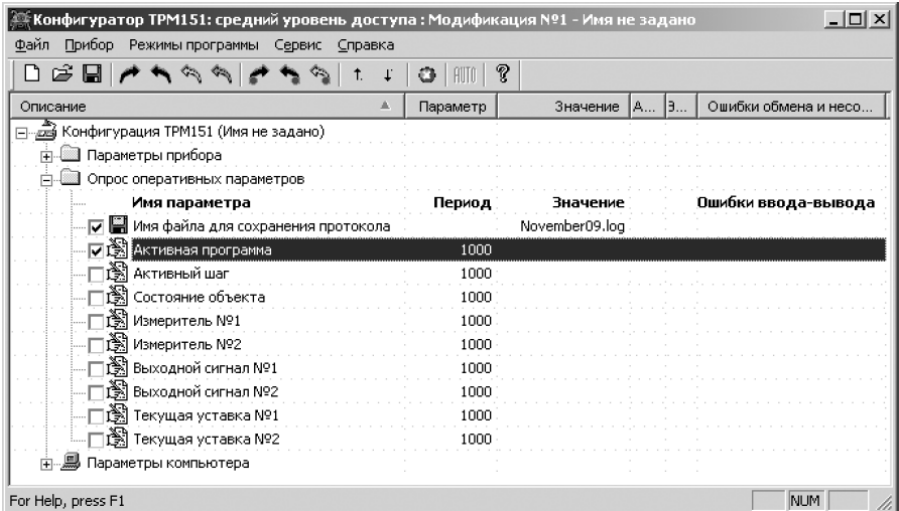 Конфигуратор ТРМ151: средний уровень доступа : Модификация №1 - Имя не задано
Файл Прибор Режимы программы Сервис Справка
AUTO
Описание Параметр Значение А... З... Ошибки обмена и несо...
Конфигурация ТРМ151 (Имя не задано)
Параметры прибора
Опрос оперативных параметров
Имя параметра Период Значение Ошибки ввода-вывода
Имя файла для сохранения протокола November09.log
Активная программа 1000
Активный шаг 1000
Состояние объекта 1000
Измеритель №1 1000
Измеритель №2 1000
Выходной сигнал №1 1000
Выходной сигнал №2 1000
Текущая уставка №1 1000
Текущая уставка №2 1000
Параметры компьютера
For Help, press F1 NUM